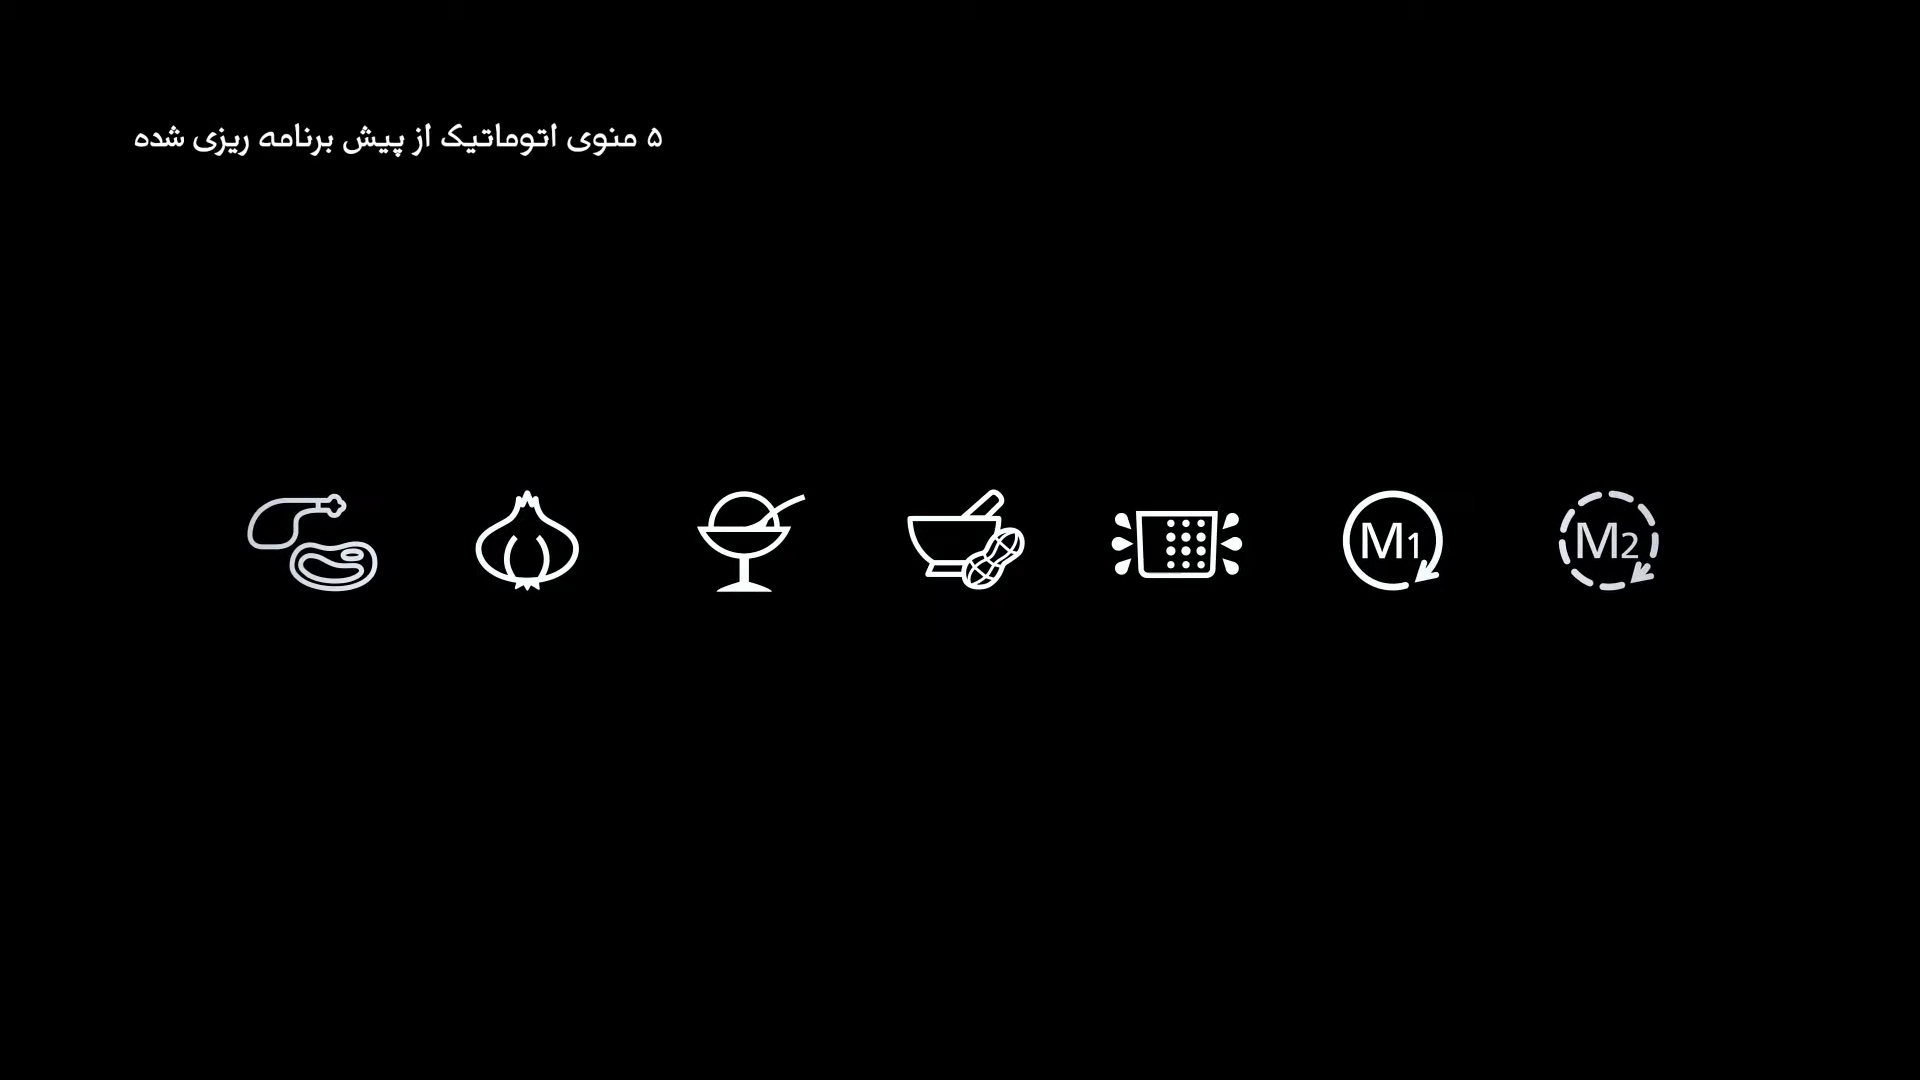 ۵ منوی اتوماتیک از پیش برنامه ریزی شده
M1
M2